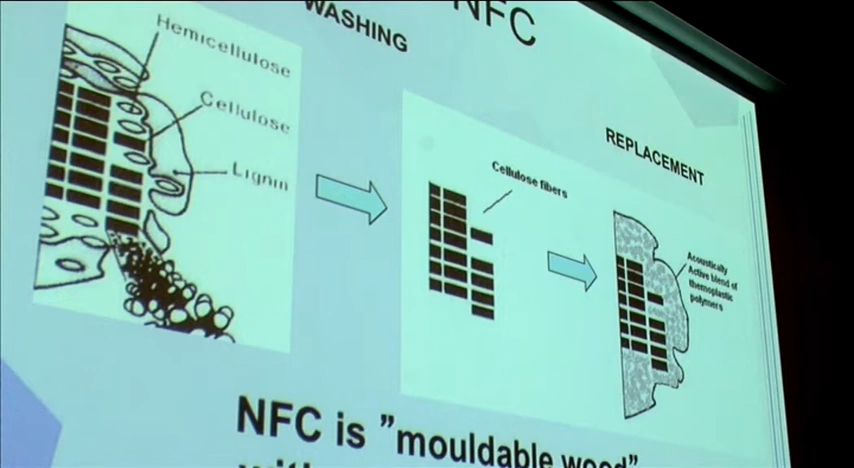 NFC
WASHING
REPLACEMENT
Hemicellulose
Cellulose
Lignin
Cellulose fibers
Acoustically
Active blend of
thermoplastic
polymers
NFC is ”mouldable wood”